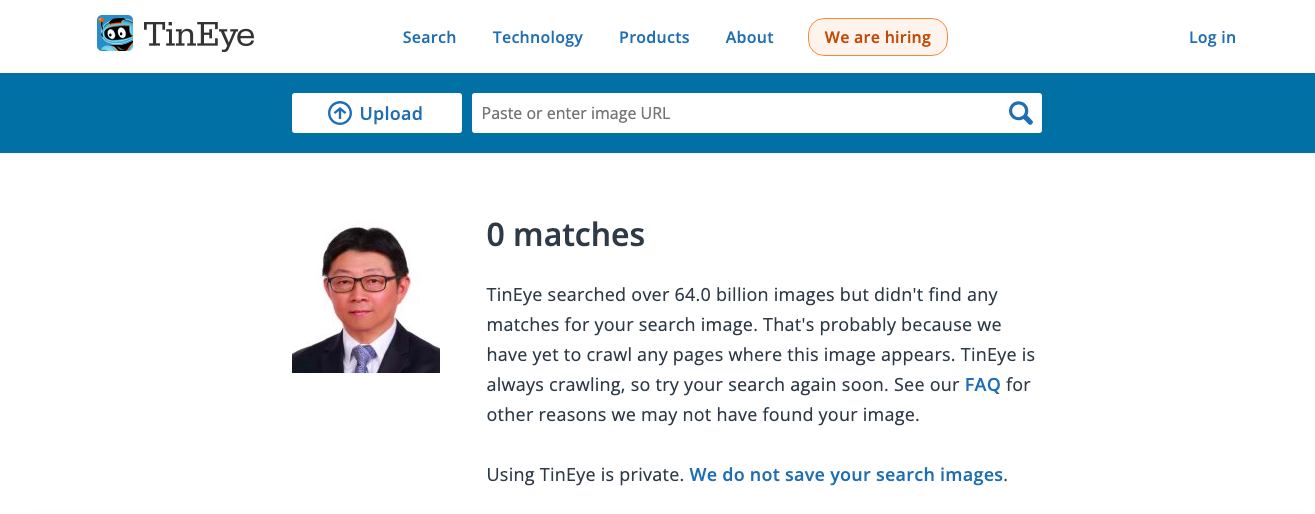 TinEye
Search
Technology
Products
About
We are hiring
Log in
Upload
Paste or enter image URL
0 matches
TinEye searched over 64.0 billion images but didn't find any
matches for your search image. That's probably because we
have yet to crawl any pages where this image appears. TinEye is
always crawling, so try your search again soon. See our FAQ for
other reasons we may not have found your image.
Using TinEye is private. We do not save your search images.